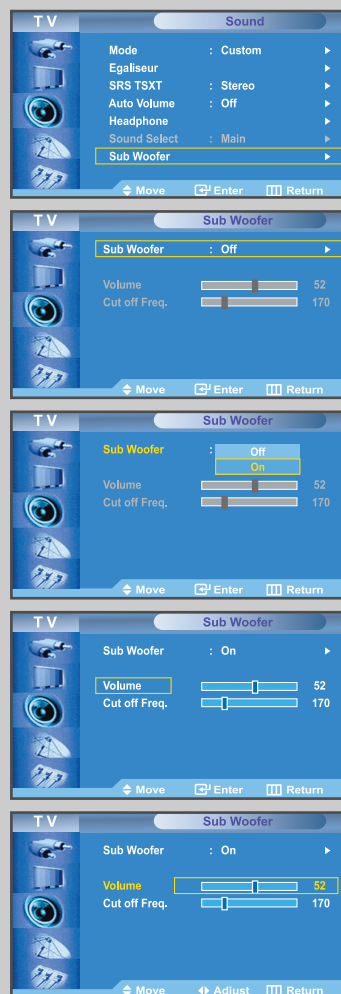 TV Sound
Mode : Custom
Egaliseur
SRS TSXT : Stereo
Auto Volume : Off
Headphone
Sound Select : Main
Sub Woofer
Move Enter Return
TV Sub Woofer
Sub Woofer : Off
Volume 52
Cut off Freq. 170
Move Enter Return
TV Sub Woofer
Sub Woofer : Off
On
Volume 52
Cut off Freq. 170
Move Enter Return
TV Sub Woofer
Sub Woofer : On
Volume 52
Cut off Freq. 170
Move Enter Return
TV Sub Woofer
Sub Woofer : On
Volume 52
Cut off Freq. 170
Move Adjust Return